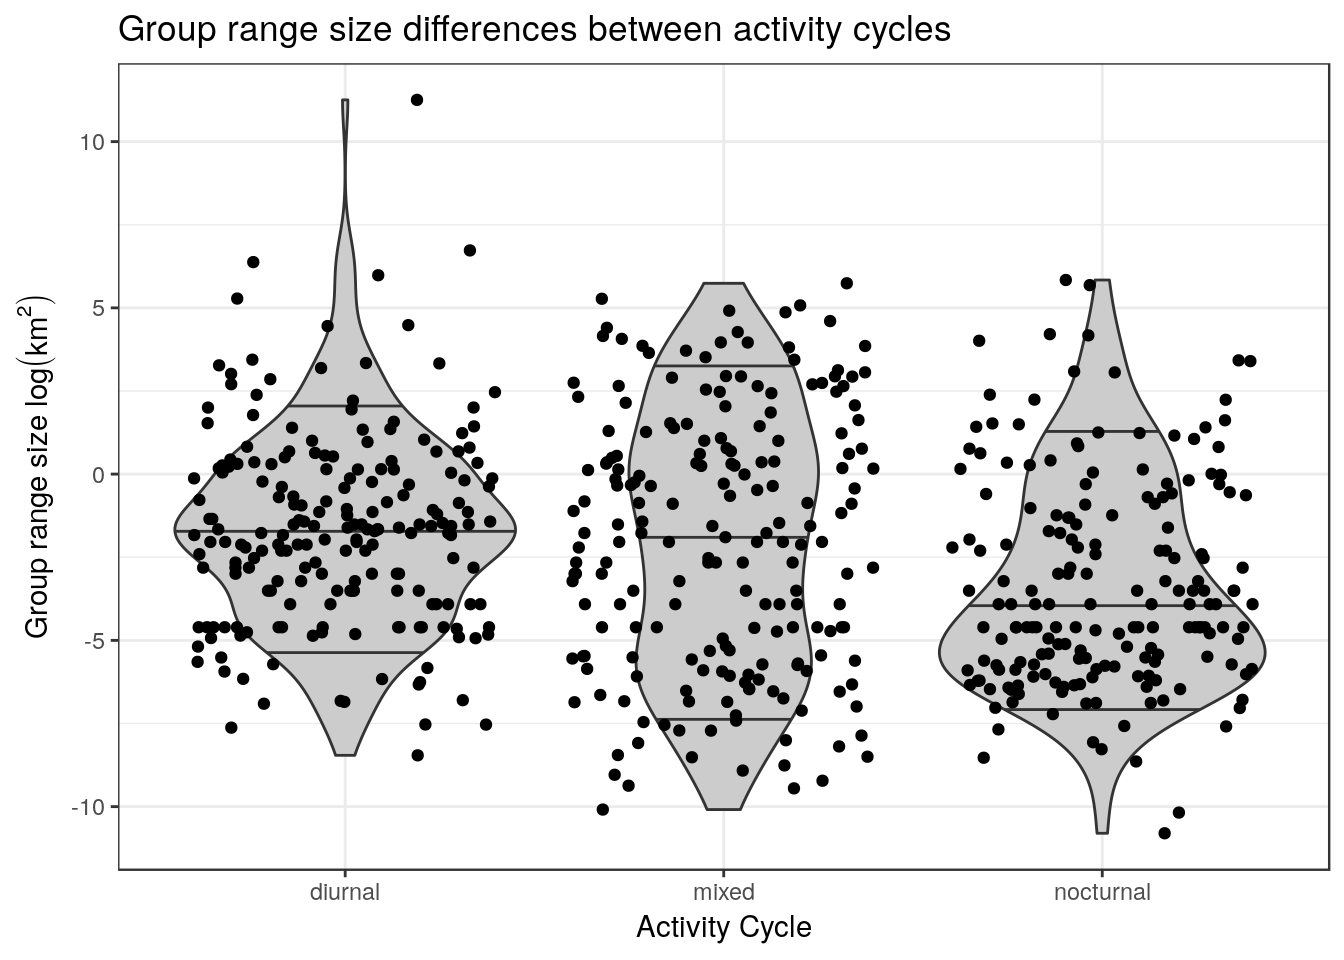 Group range size differences between activity cycles
Group range size log(km²)
10
5
0
-5
-10
diurnal
mixed
nocturnal
Activity Cycle